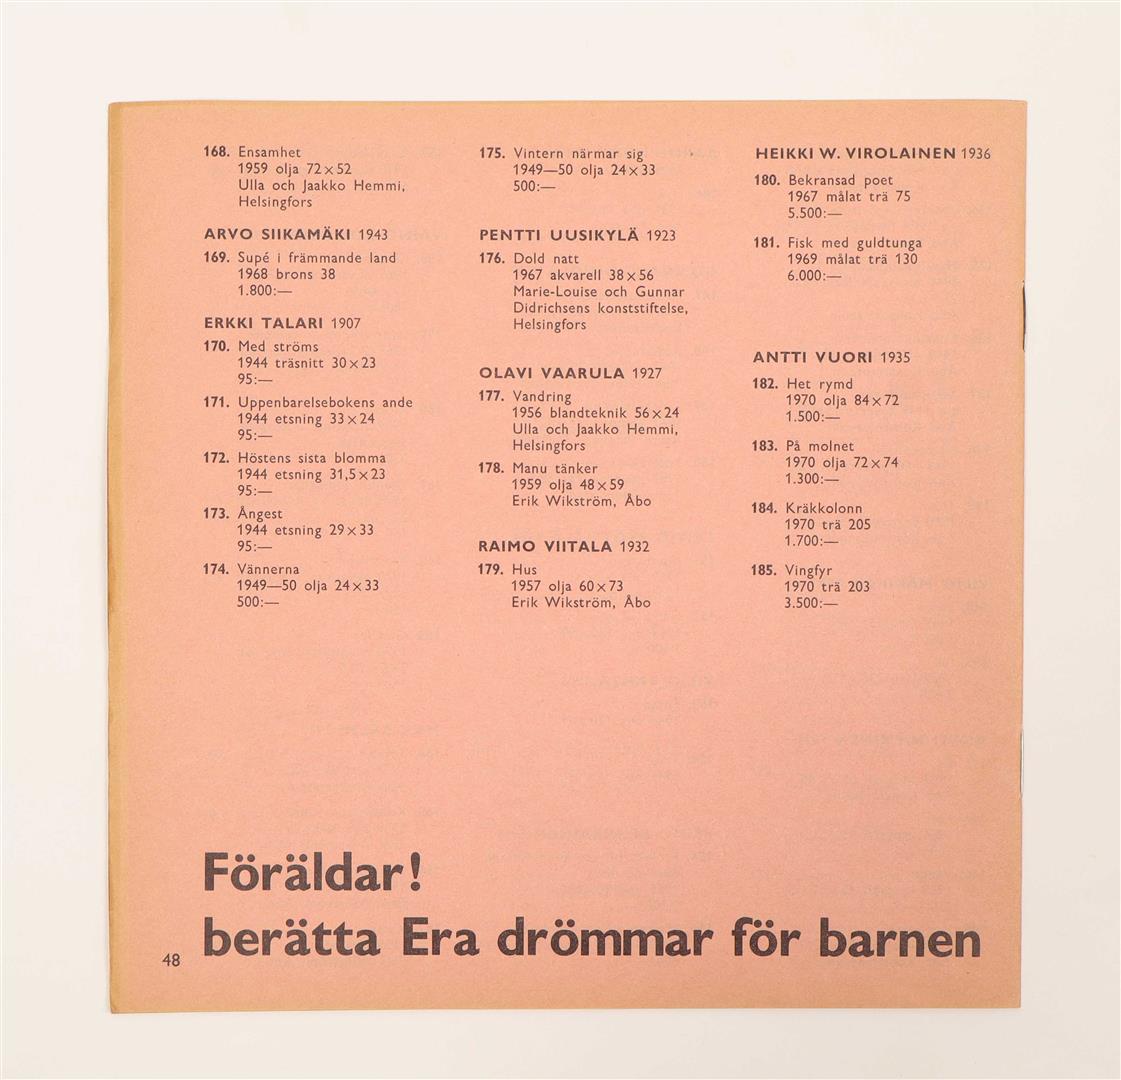 168. Ensamhet
1959 olja 72×52
Ulla och Jaakko Hemmi,
Helsingfors
ARVO SIIKAMÄKI 1943
169. Supé i främmande land
1968 brons 38
1.800:—
ERKKI TALARI 1907
170. Med ströms
1944 träsnitt 30×23
95:—
171. Uppenbarelsebokens ande
1944 etsning 33×24
95:—
172. Höstens sista blomma
1944 etsning 31,5×23
95:—
173. Ångest
1944 etsning 29×33
95:—
174. Vännerna
1949—50 olja 24×33
500:—
175. Vintern närmar sig
1949—50 olja 24×33
500:—
PENTTI UUSIKYLÄ 1923
176. Dold natt
1967 akvarell 38×56
Marie-Louise och Gunnar
Didrichsens konststiftelse,
Helsingfors
OLAVI VAARULA 1927
177. Vandring
1956 blandteknik 56×24
Ulla och Jaakko Hemmi,
Helsingfors
178. Manu tänker
1959 olja 48×59
Erik Wikström, Åbo
RAIMO VIITALA 1932
179. Hus
1957 olja 60×73
Erik Wikström, Åbo
HEIKKI W. VIROLAINEN 1936
180. Bekransad poet
1967 målat trä 75
5.500:—
181. Fisk med guldtunga
1969 målat trä 130
6.000:—
ANTTI VUORI 1935
182. Het rymd
1970 olja 84×72
1.500:—
183. På molnet
1970 olja 72×74
1.300:—
184. Kräkkolonn
1970 trä 205
1.700:—
185. Vingfyr
1970 trä 203
3.500:—
Föräldar!
berätta Era drömmar för barnen
48